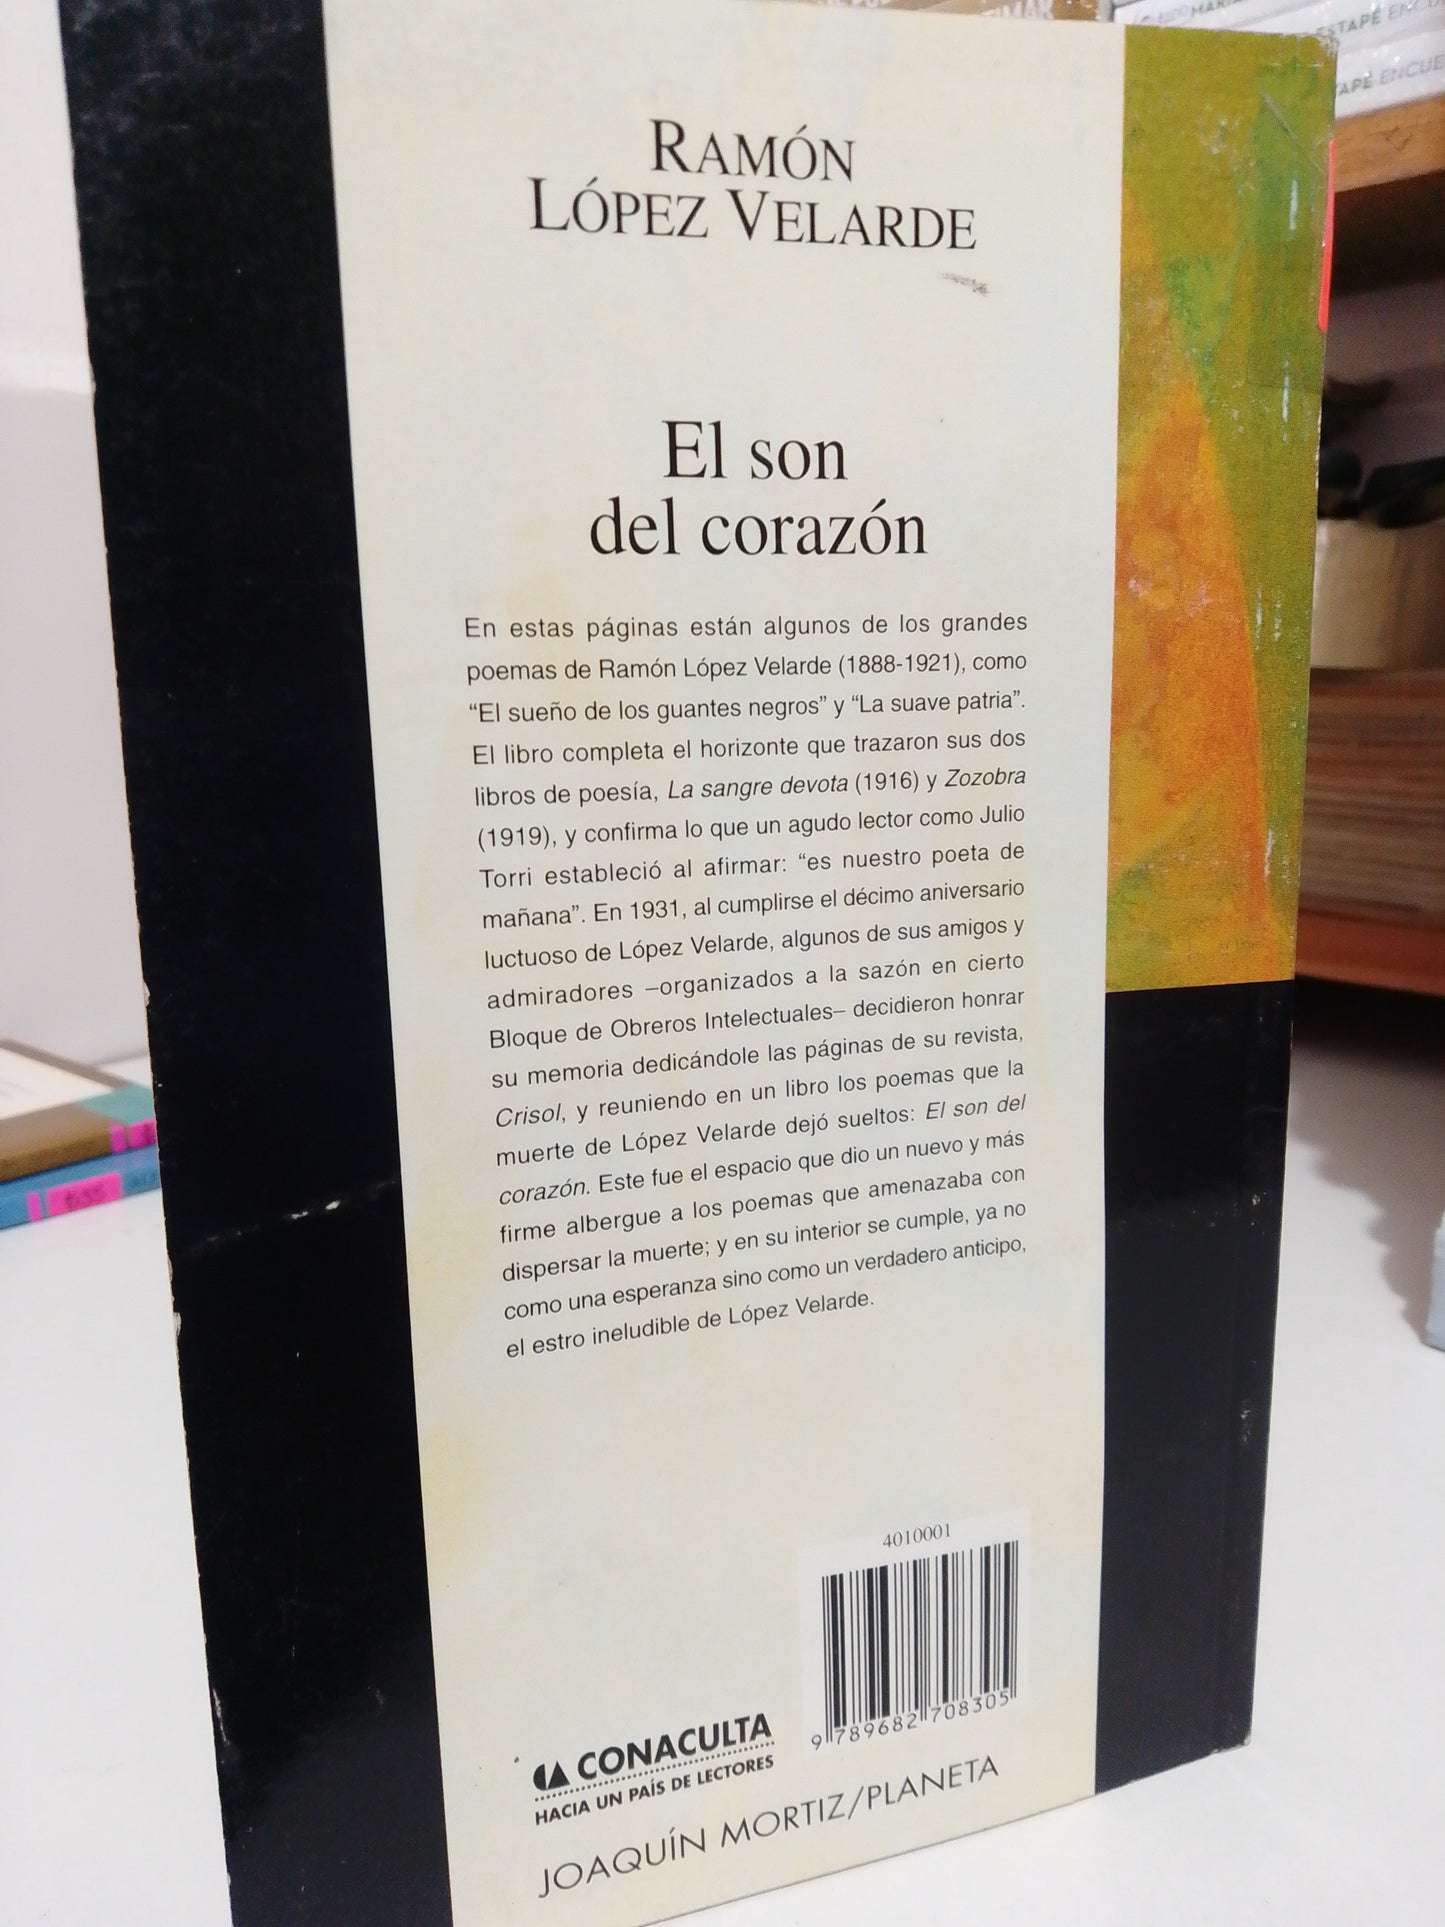 ESTAPÉ ENCU
TAPÉ ENCUE
RAMÓN
LÓPEZ VELARDE
El son
del corazón
En estas páginas están algunos de los grandes
poemas de Ramón López Velarde (1888-1921), como
“El sueño de los guantes negros” y “La suave patria”.
El libro completa el horizonte que trazaron sus dos
libros de poesía, La sangre devota (1916) y Zozobra
(1919), y confirma lo que un agudo lector como Julio
Torri estableció al afirmar: “es nuestro poeta de
mañana”. En 1931, al cumplirse el décimo aniversario
luctuoso de López Velarde, algunos de sus amigos y
admiradores –organizados a la sazón en cierto
Bloque de Obreros Intelectuales– decidieron honrar
su memoria dedicándole las páginas de su revista,
Crisol, y reuniendo en un libro los poemas que la
muerte de López Velarde dejó sueltos: El son del
corazón. Este fue el espacio que dio un nuevo y más
firme albergue a los poemas que amenazaba con
dispersar la muerte; y en su interior se cumple, ya no
como una esperanza sino como un verdadero anticipo,
el estro ineludible de López Velarde.
4010001
9 789682 708305
CONACULTA
HACIA UN PAÍS DE LECTORES
JOAQUÍN MORTIZ/PLANETA